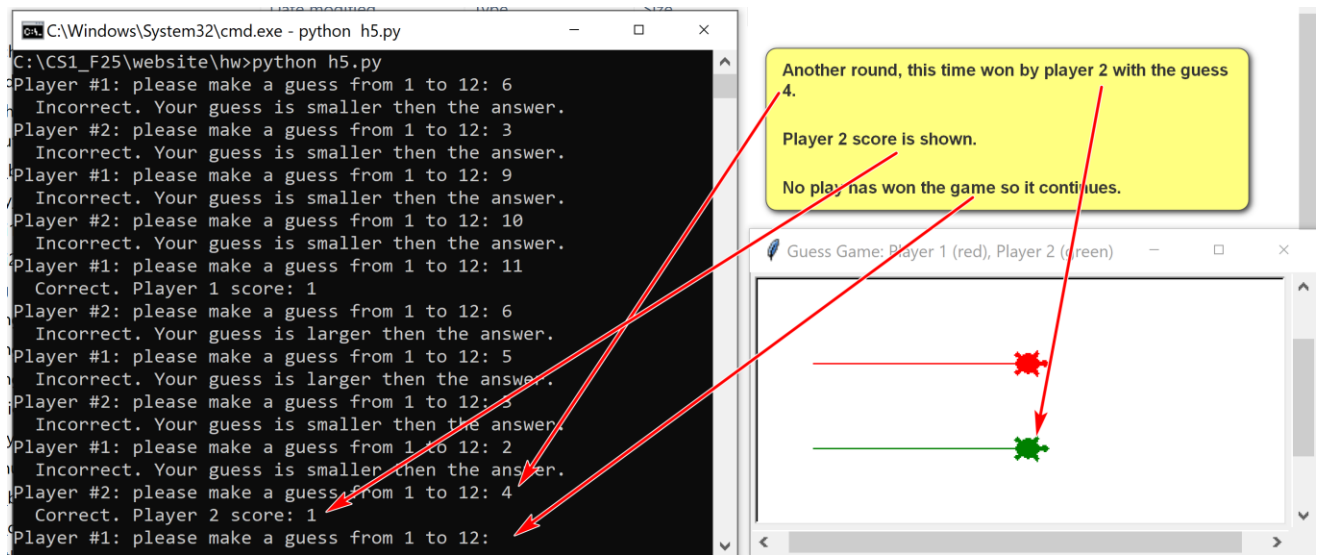 Date modified Type Size
C:\Windows\System32\cmd.exe - python h5.py
C:\CS1_F25\website\hw>python h5.py
Player #1: please make a guess from 1 to 12: 6
Incorrect. Your guess is smaller then the answer.
Player #2: please make a guess from 1 to 12: 3
Incorrect. Your guess is smaller then the answer.
Player #1: please make a guess from 1 to 12: 9
Incorrect. Your guess is smaller then the answer.
Player #2: please make a guess from 1 to 12: 10
Incorrect. Your guess is smaller then the answer.
Player #1: please make a guess from 1 to 12: 11
Correct. Player 1 score: 1
Player #2: please make a guess from 1 to 12: 6
Incorrect. Your guess is larger then the answer.
Player #1: please make a guess from 1 to 12: 5
Incorrect. Your guess is larger then the answer.
Player #2: please make a guess from 1 to 12: 3
Incorrect. Your guess is smaller then the answer.
Player #1: please make a guess from 1 to 12: 2
Incorrect. Your guess is smaller then the answer.
Player #2: please make a guess from 1 to 12: 4
Correct. Player 2 score: 1
Player #1: please make a guess from 1 to 12:
Another round, this time won by player 2 with the guess
4.
Player 2 score is shown.
No play has won the game so it continues.
Guess Game: Player 1 (red), Player 2 (green)